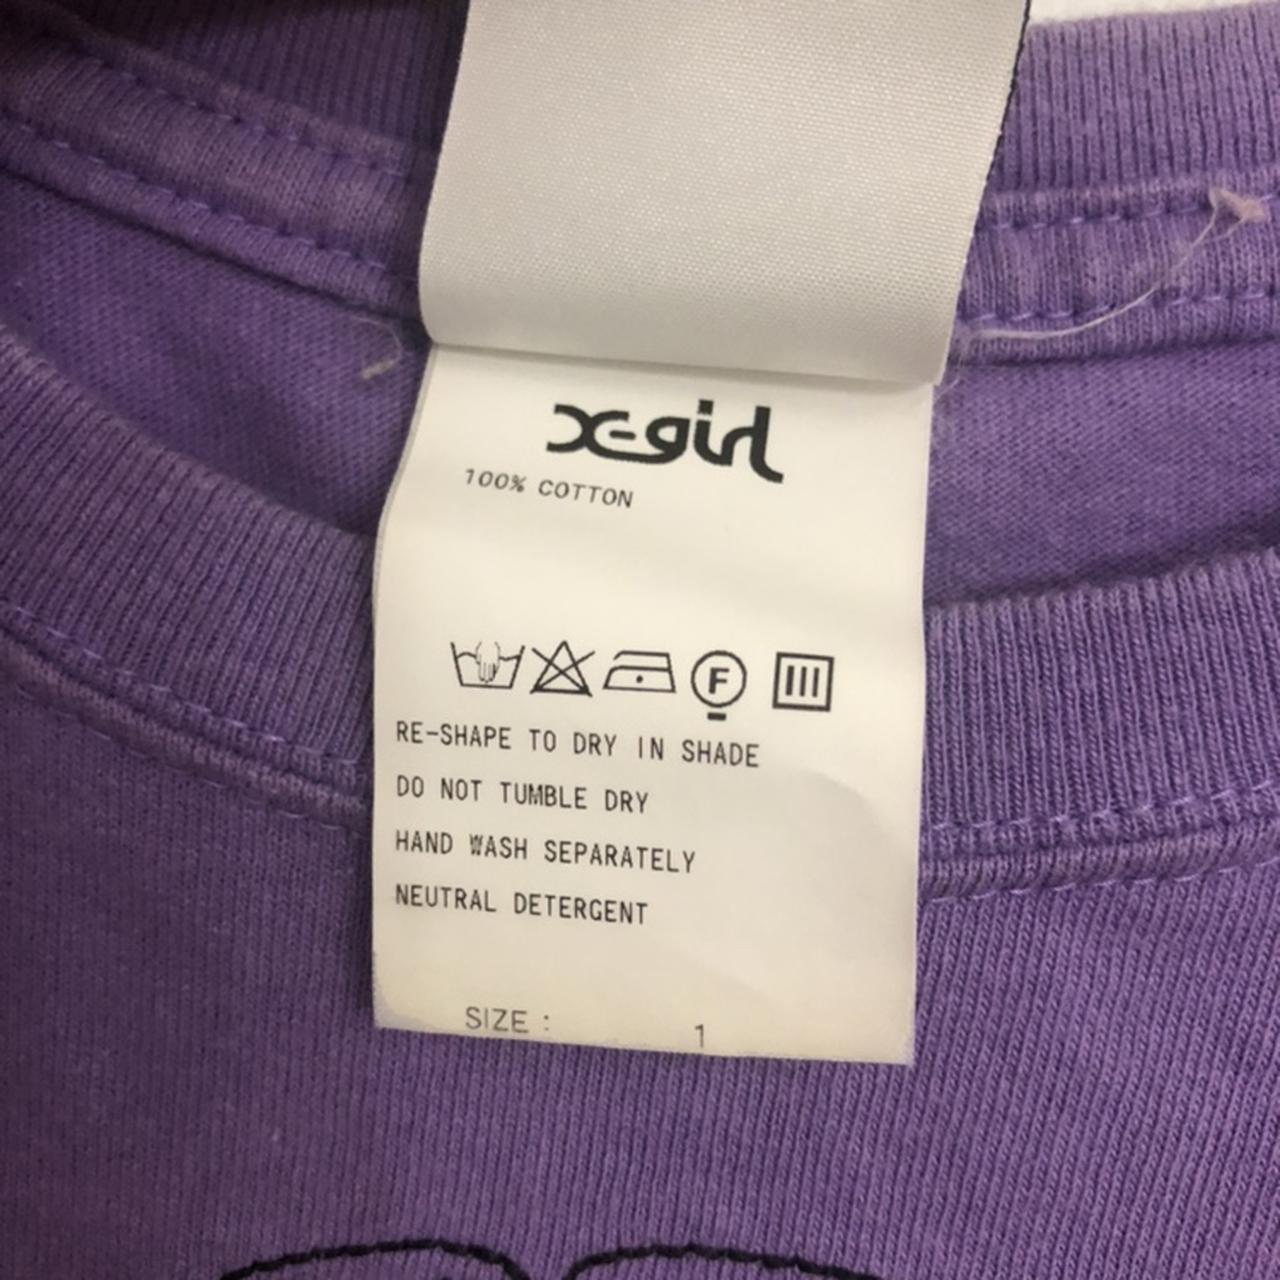 X-girl
100% COTTON
F
RE-SHAPE TO DRY IN SHADE
DO NOT TUMBLE DRY
HAND WASH SEPARATELY
NEUTRAL DETERGENT
SIZE : 1